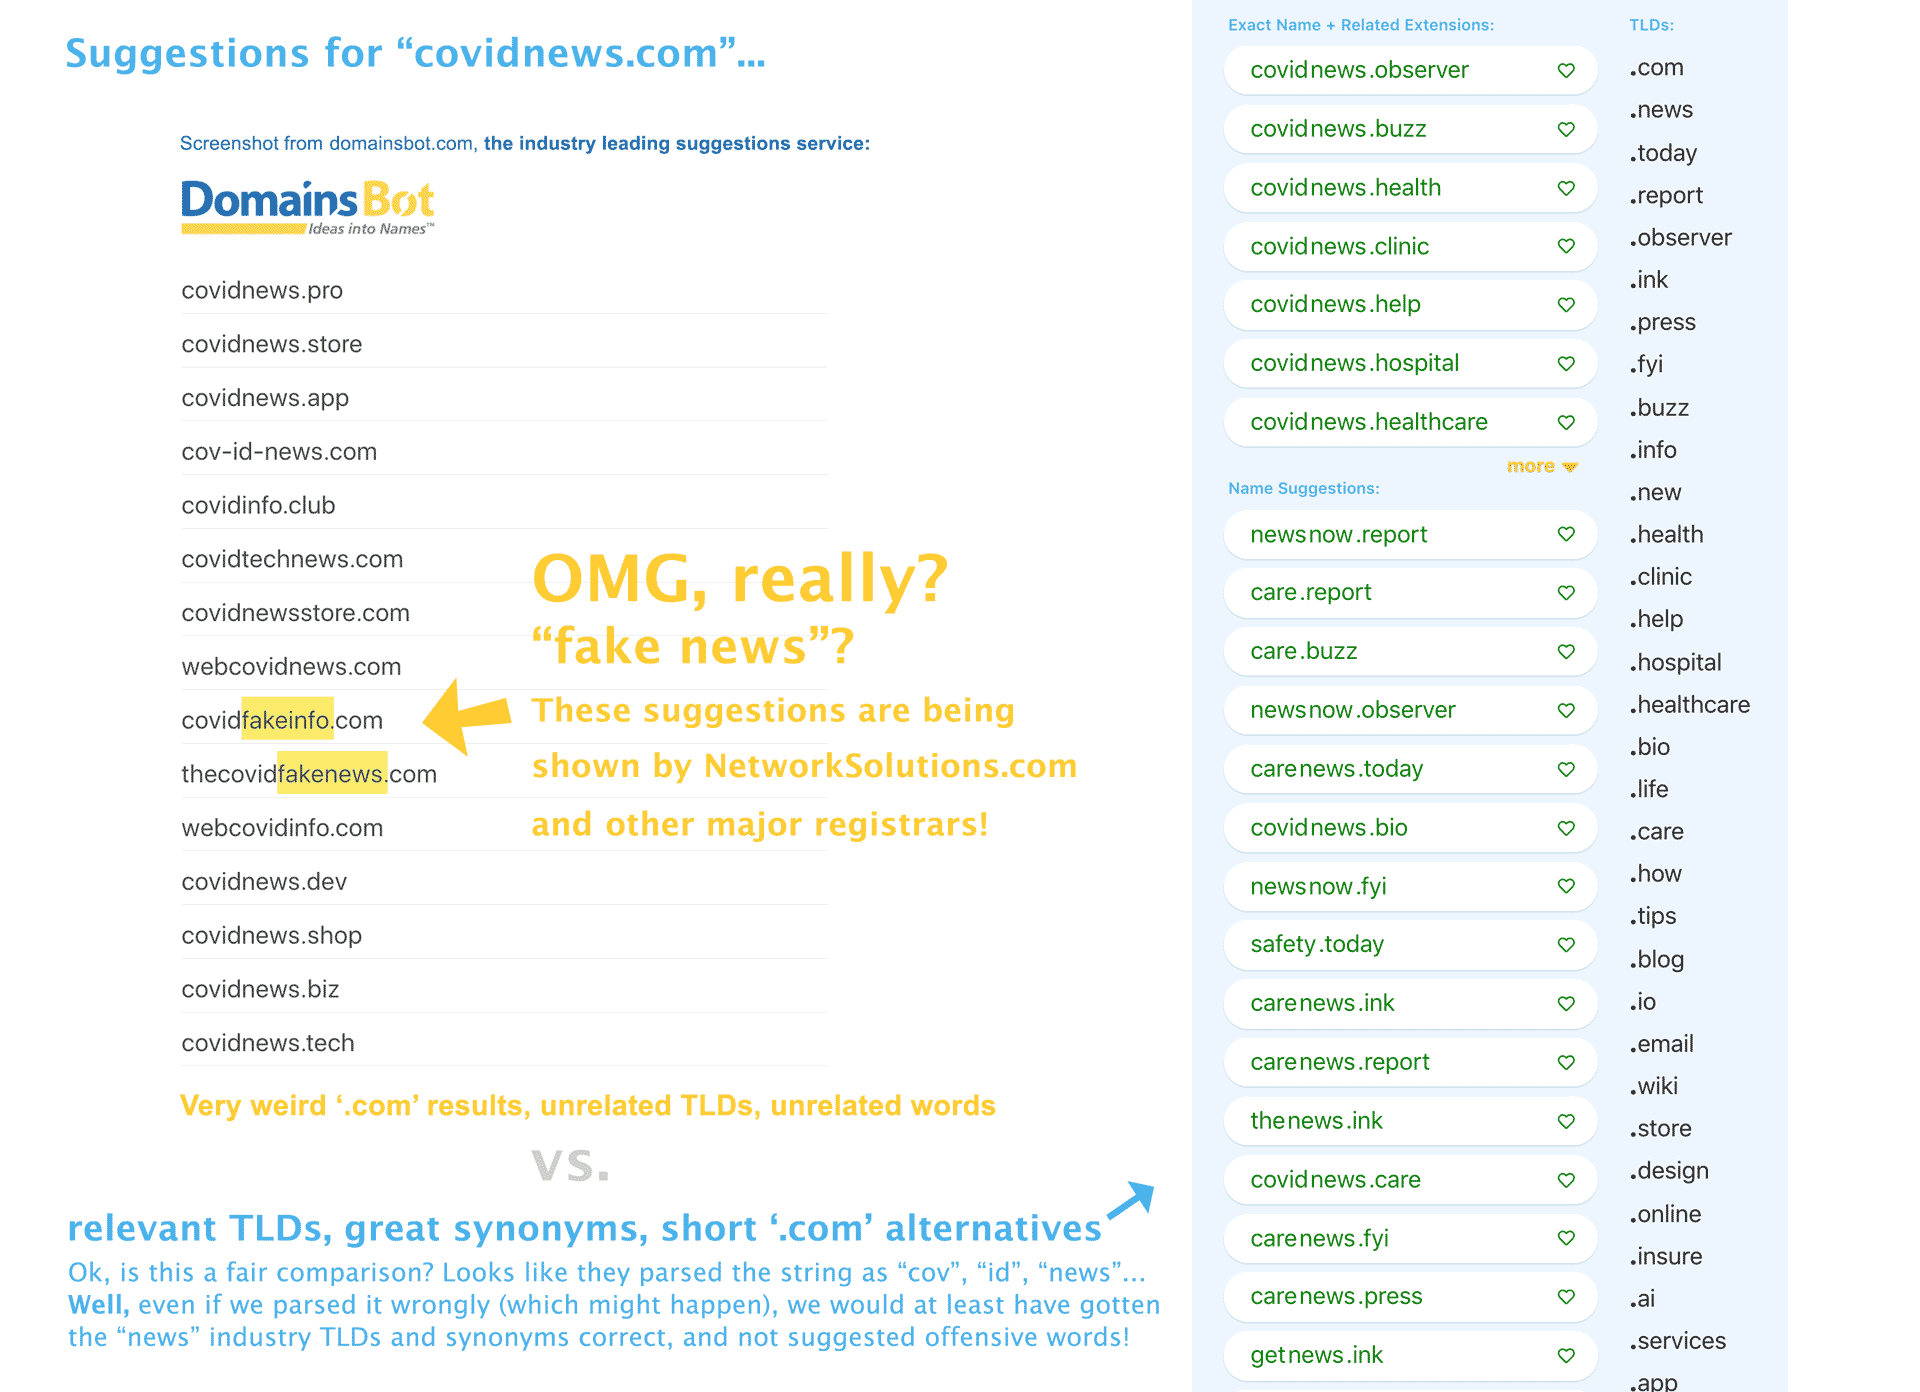 Suggestions for “covidnews.com”...
Screenshot from domainsbot.com, the industry leading suggestions service:
DomainsBot
Ideas into Names™
covidnews.pro
covidnews.store
covidnews.app
cov-id-news.com
covidinfo.club
covidtechnews.com
covidnewsstore.com
webcovidnews.com
covidfakeinfo.com
thecovidfakenews.com
webcovidinfo.com
covidnews.dev
covidnews.shop
covidnews.biz
covidnews.tech
OMG, really?
“fake news”?
These suggestions are being
shown by NetworkSolutions.com
and other major registrars!
Very weird ‘.com’ results, unrelated TLDs, unrelated words
vs.
relevant TLDs, great synonyms, short ‘.com’ alternatives
Ok, is this a fair comparison? Looks like they parsed the string as “cov”, “id”, “news”...
Well, even if we parsed it wrongly (which might happen), we would at least have gotten
the “news” industry TLDs and synonyms correct, and not suggested offensive words!
Exact Name + Related Extensions:
covidnews.observer
covidnews.buzz
covidnews.health
covidnews.clinic
covidnews.help
covidnews.hospital
covidnews.healthcare
more
Name Suggestions:
newsnow.report
care.report
care.buzz
newsnow.observer
carenews.today
covidnews.bio
newsnow.fyi
safety.today
carenews.ink
carenews.report
thenews.ink
covidnews.care
carenews.fyi
carenews.press
getnews.ink
TLDs:
.com
.news
.today
.report
.observer
.ink
.press
.fyi
.buzz
.info
.new
.health
.clinic
.help
.hospital
.healthcare
.bio
.life
.care
.how
.tips
.blog
.io
.email
.wiki
.store
.design
.online
.insure
.ai
.services
.app